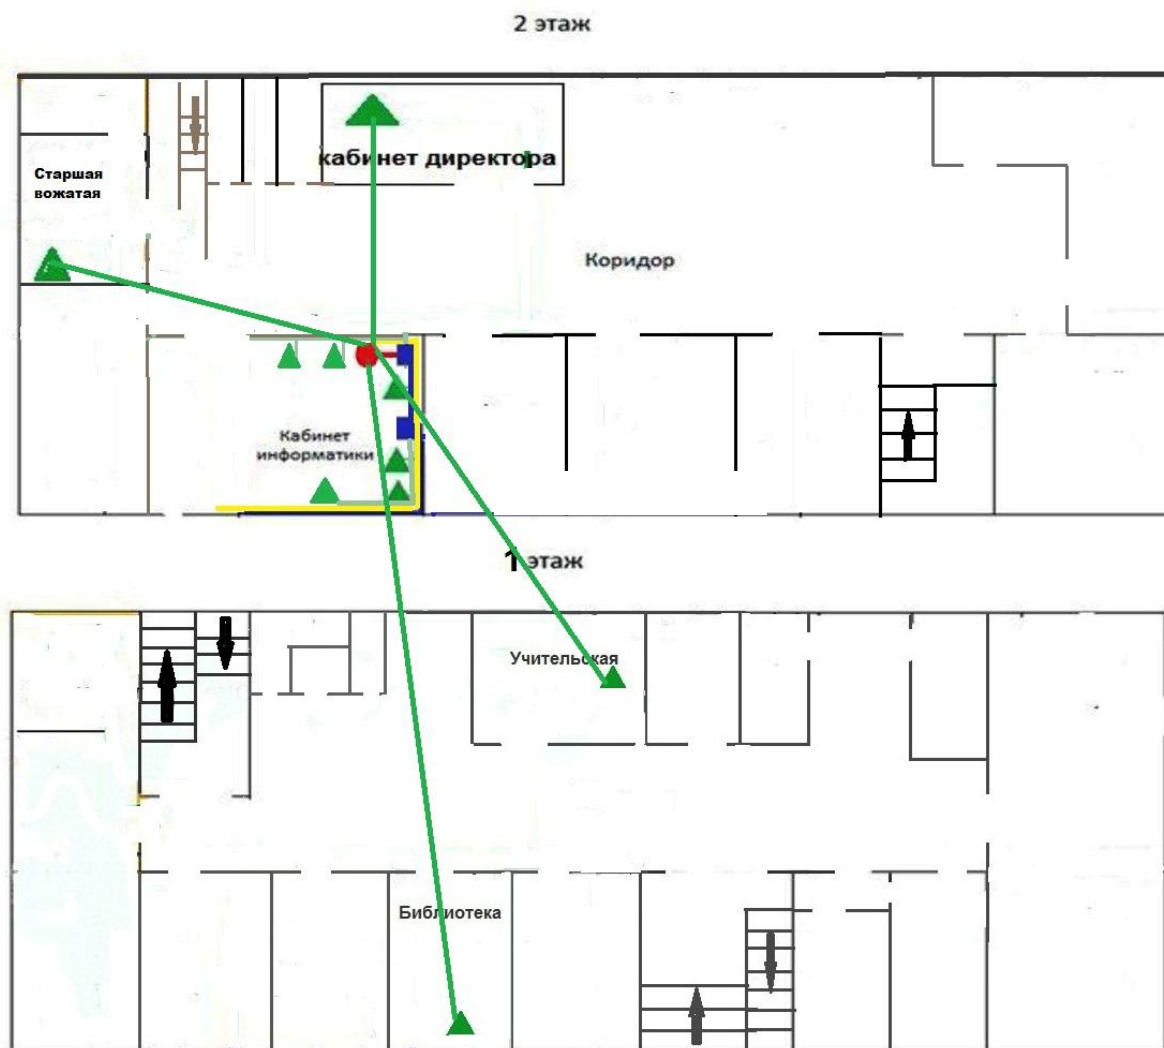 2 этаж
кабинет директора
Старшая
вожатая
Коридор
Кабинет
информатики
1 этаж
Учительская
Библиотека